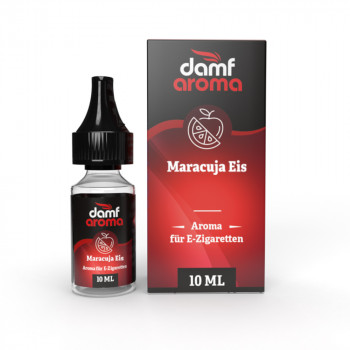 damf
aroma
Maracuja Eis
Aroma für E-Zigaretten
10 ML
damf
aroma
Maracuja Eis
Aroma
für E-Zigaretten
10 ML